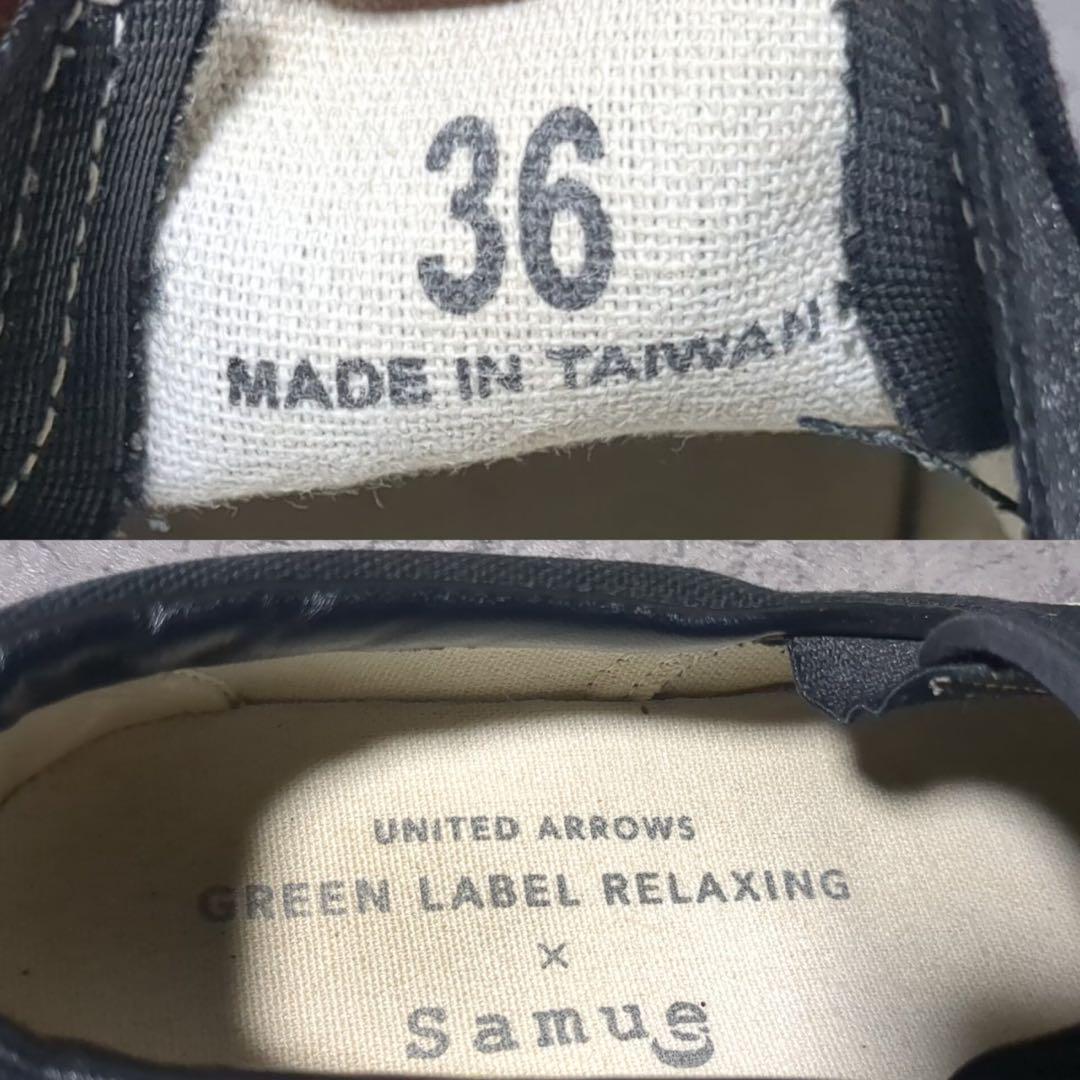 36
MADE IN TAIWAN
UNITED ARROWS
GREEN LABEL RELAXING
×
Samue